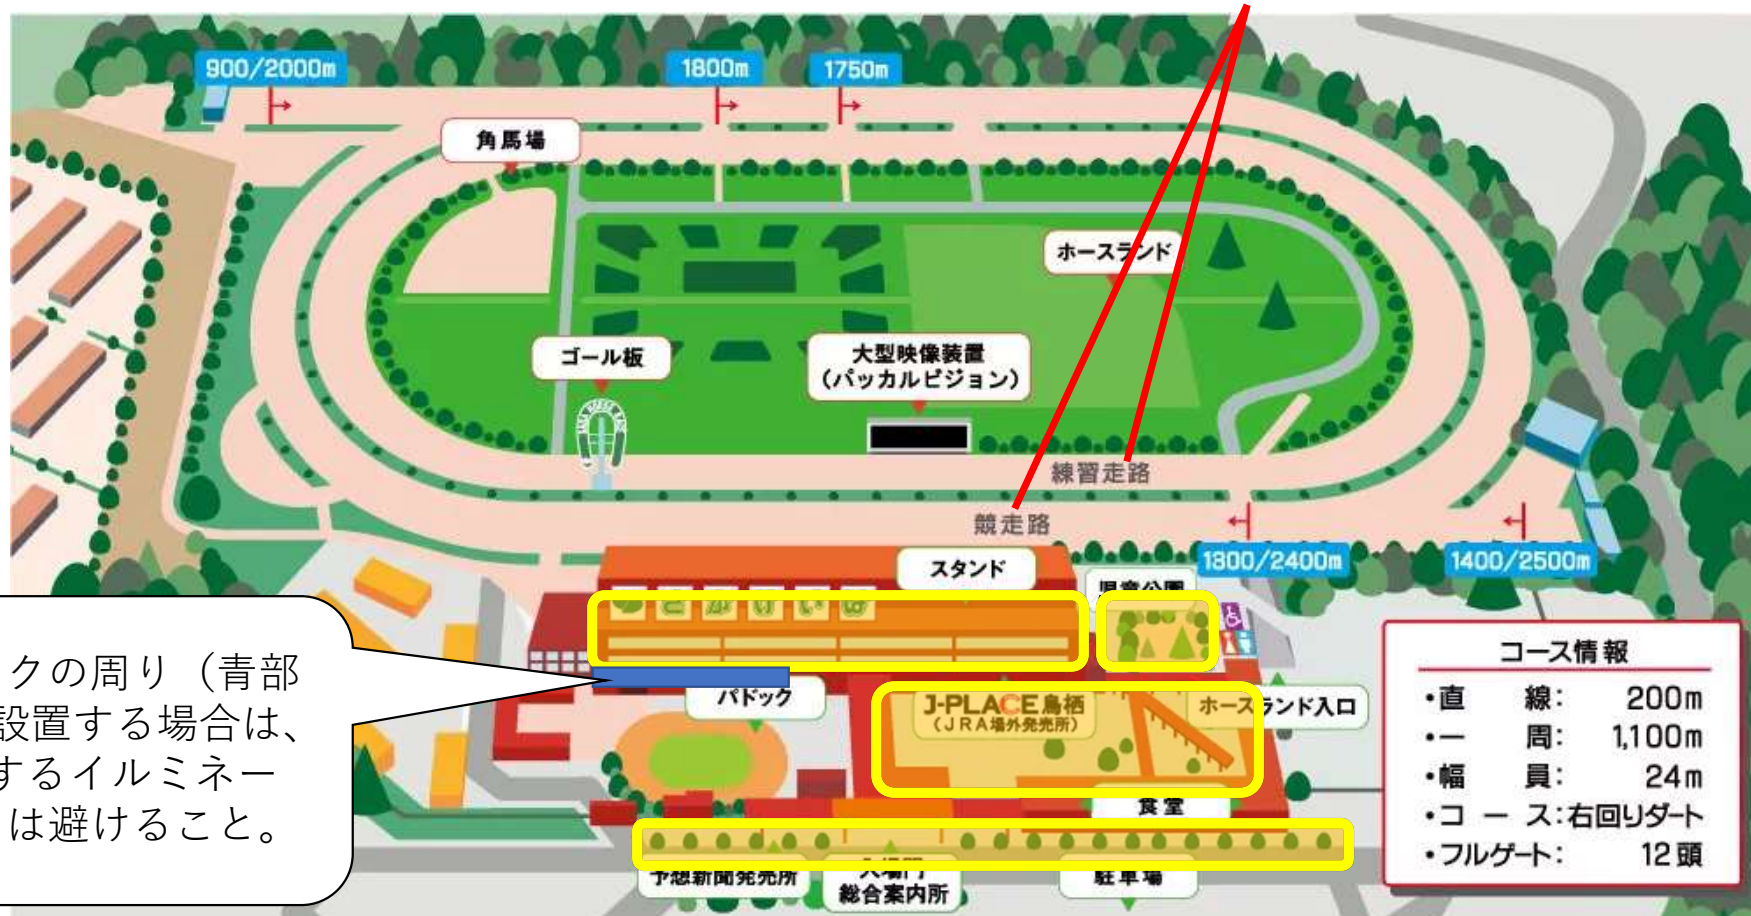 900/2000m
1800m
1750m
角馬場
ホースランド
ゴール板
大型映像装置
(パッカルビジョン)
練習走路
競走路
1300/2400m
1400/2500m
スタンド
児童公園
クの周り（青部
設置する場合は、
するイルミネー
は避けること。
パドック
J-PLACE鳥栖
(JRA場外発売所)
ホースランド入口
食堂
予想新聞発売所
入場門
総合案内所
駐車場
コース情報
・直 線： 200m
・一 周： 1,100m
・幅 員： 24m
・コース：右回りダート
・フルゲート： 12頭